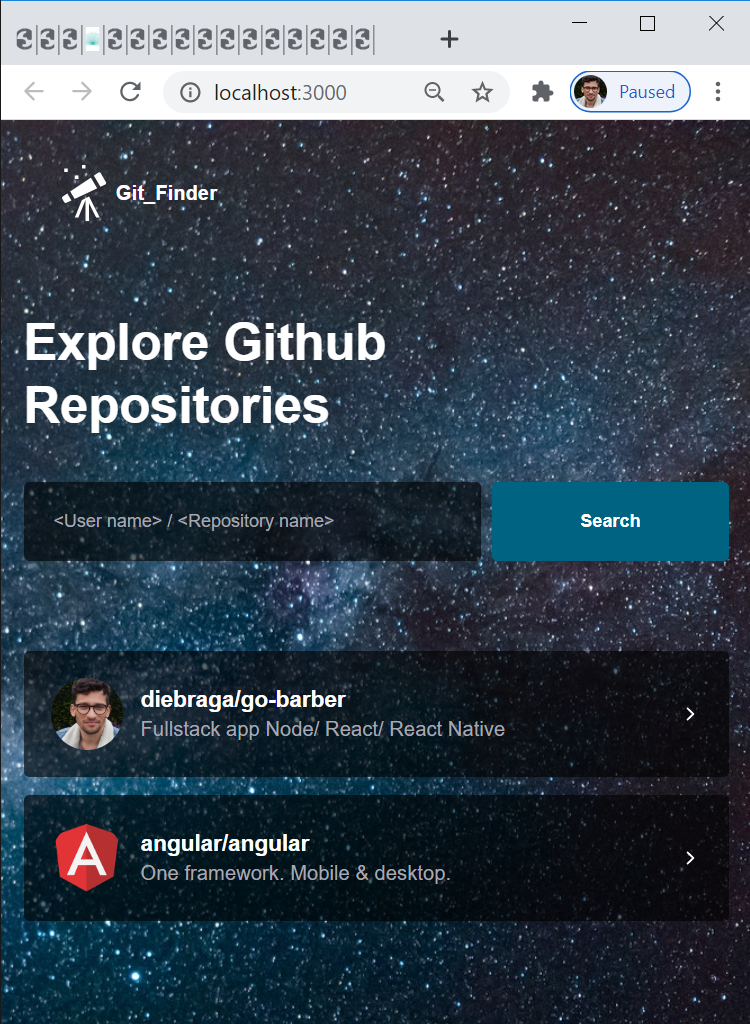 localhost:3000
Paused
Git_Finder
Explore Github
Repositories
<User name> / <Repository name>
Search
diebraga/go-barber
Fullstack app Node/ React/ React Native
angular/angular
One framework. Mobile & desktop.